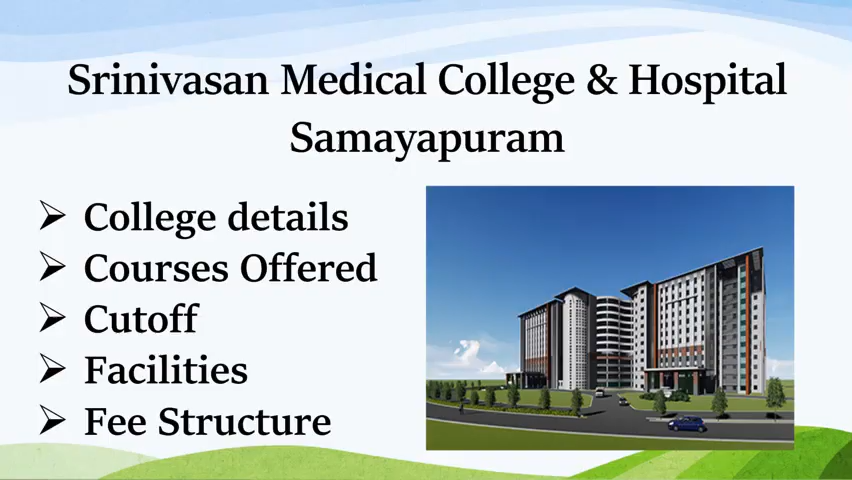 Srinivasan Medical College & Hospital
Samayapuram
College details
Courses Offered
Cutoff
Facilities
Fee Structure